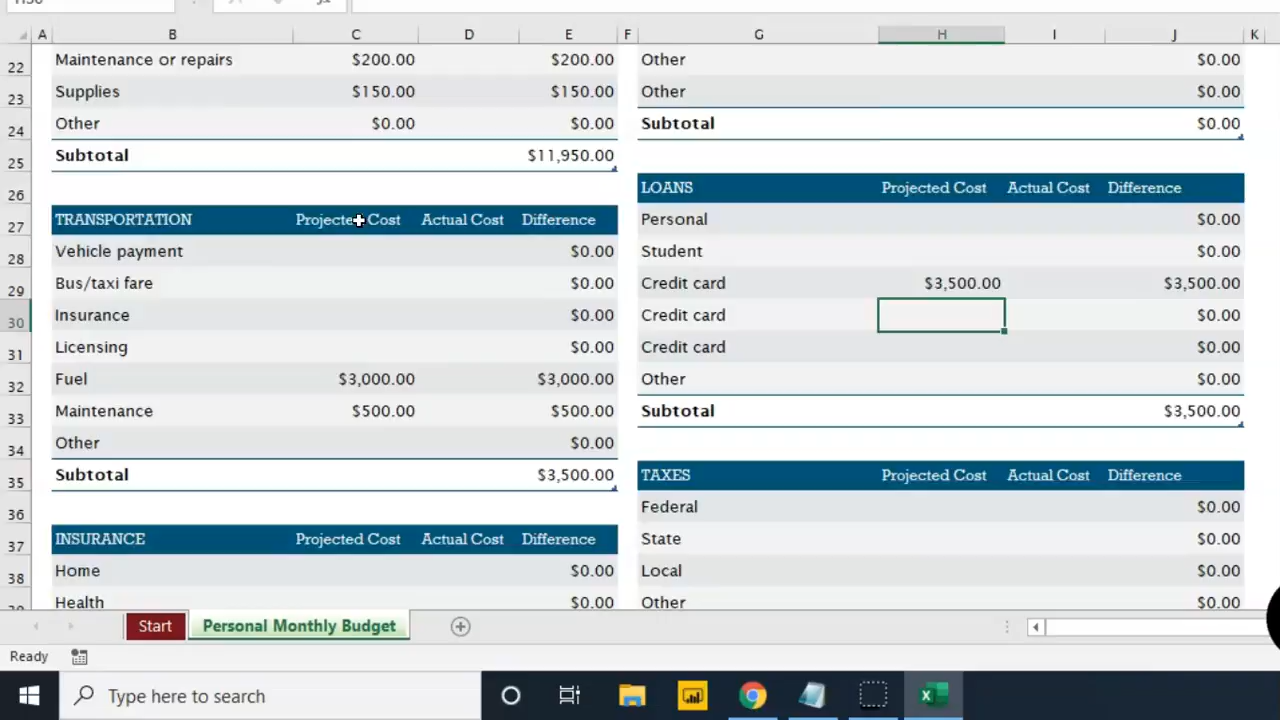 A B C D E F G H I J K
22 Maintenance or repairs $200.00 $200.00 Other $0.00
23 Supplies $150.00 $150.00 Other $0.00
24 Other $0.00 $0.00 Subtotal $0.00
25 Subtotal $11,950.00
26 LOANS Projected Cost Actual Cost Difference
27 TRANSPORTATION Projected Cost Actual Cost Difference Personal $0.00
28 Vehicle payment $0.00 Student $0.00
29 Bus/taxi fare $0.00 Credit card $3,500.00 $3,500.00
30 Insurance $0.00 Credit card $0.00
31 Licensing $0.00 Credit card $0.00
32 Fuel $3,000.00 $3,000.00 Other $0.00
33 Maintenance $500.00 $500.00 Subtotal $3,500.00
34 Other $0.00
35 Subtotal $3,500.00 TAXES Projected Cost Actual Cost Difference
36 Federal $0.00
37 INSURANCE Projected Cost Actual Cost Difference State $0.00
38 Home $0.00 Local $0.00
Health $0.00 Other $0.00
Start Personal Monthly Budget
Ready
Type here to search